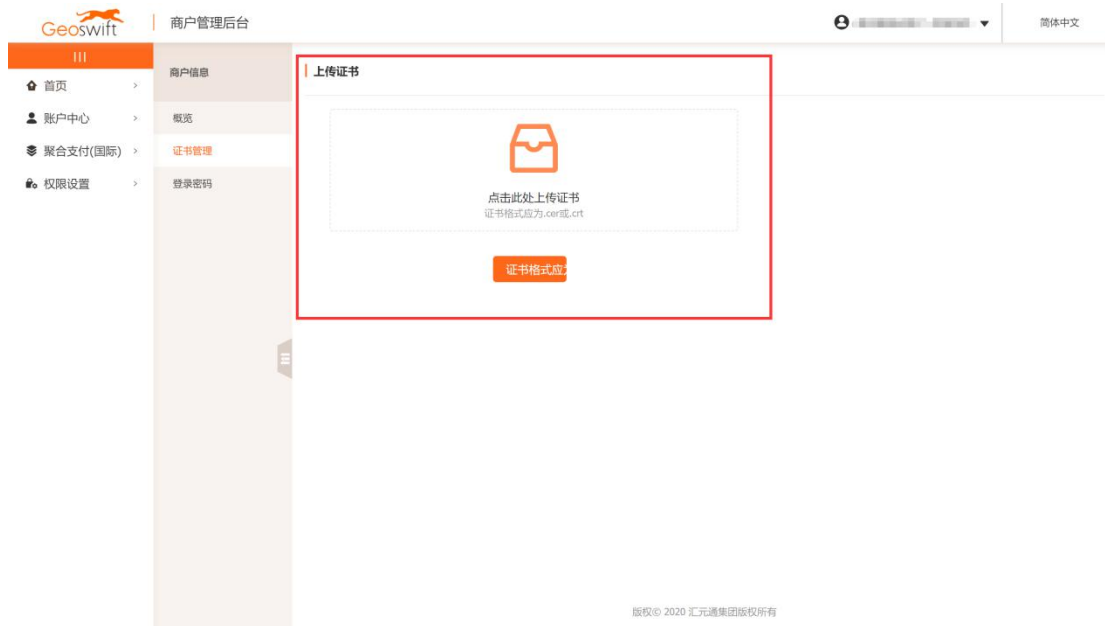 Geoswift
商户管理后台
简体中文
首页
账户中心
聚合支付(国际)
权限设置
商户信息
概览
证书管理
登录密码
上传证书
点击此处上传证书
证书格式应为.cer或.crt
证书格式应
版权© 2020 汇元通集团版权所有